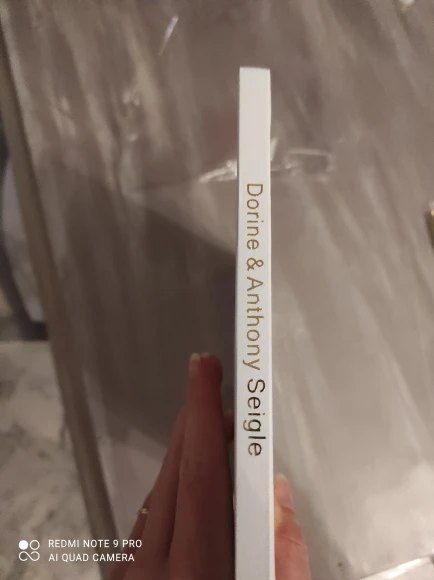 Dorine & Anthony Seigle
REDMI NOTE 9 PRO
AI QUAD CAMERA